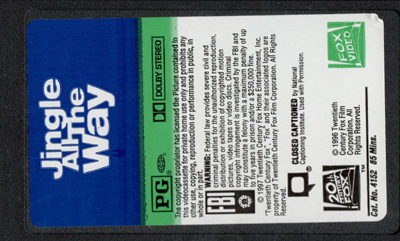 Jingle
All The
Way
PG
DOLBY STEREO
The copyright proprietor has licensed the Picture contained in
this videocassette for private home use only and prohibits any
other use, copying, reproduction or performance in public, in
whole or in part.
FBI
WARNING: Federal law provides severe civil and
criminal penalties for the unauthorized reproduction,
distribution or exhibition of copyrighted motion
pictures, video tapes or video discs. Criminal
copyright infringement is investigated by the FBI and
may constitute a felony with a maximum penalty of up
to five years in prison and/or a $250,000 fine.
© 1997 Twentieth Century Fox Home Entertainment, Inc.
"Twentieth Century Fox", "Fox" and their associated logos are
property of Twentieth Century Fox Film Corporation. All Rights
Reserved.
CLOSED CAPTIONED by National
Captioning Institute. Used with Permission.
© 1996 Twentieth
Century Fox Film
Corporation. All
Rights Reserved.
FOX
VIDEO
20th
CENTURY
FOX
TM
Cat. No. 4152 85 Mins.